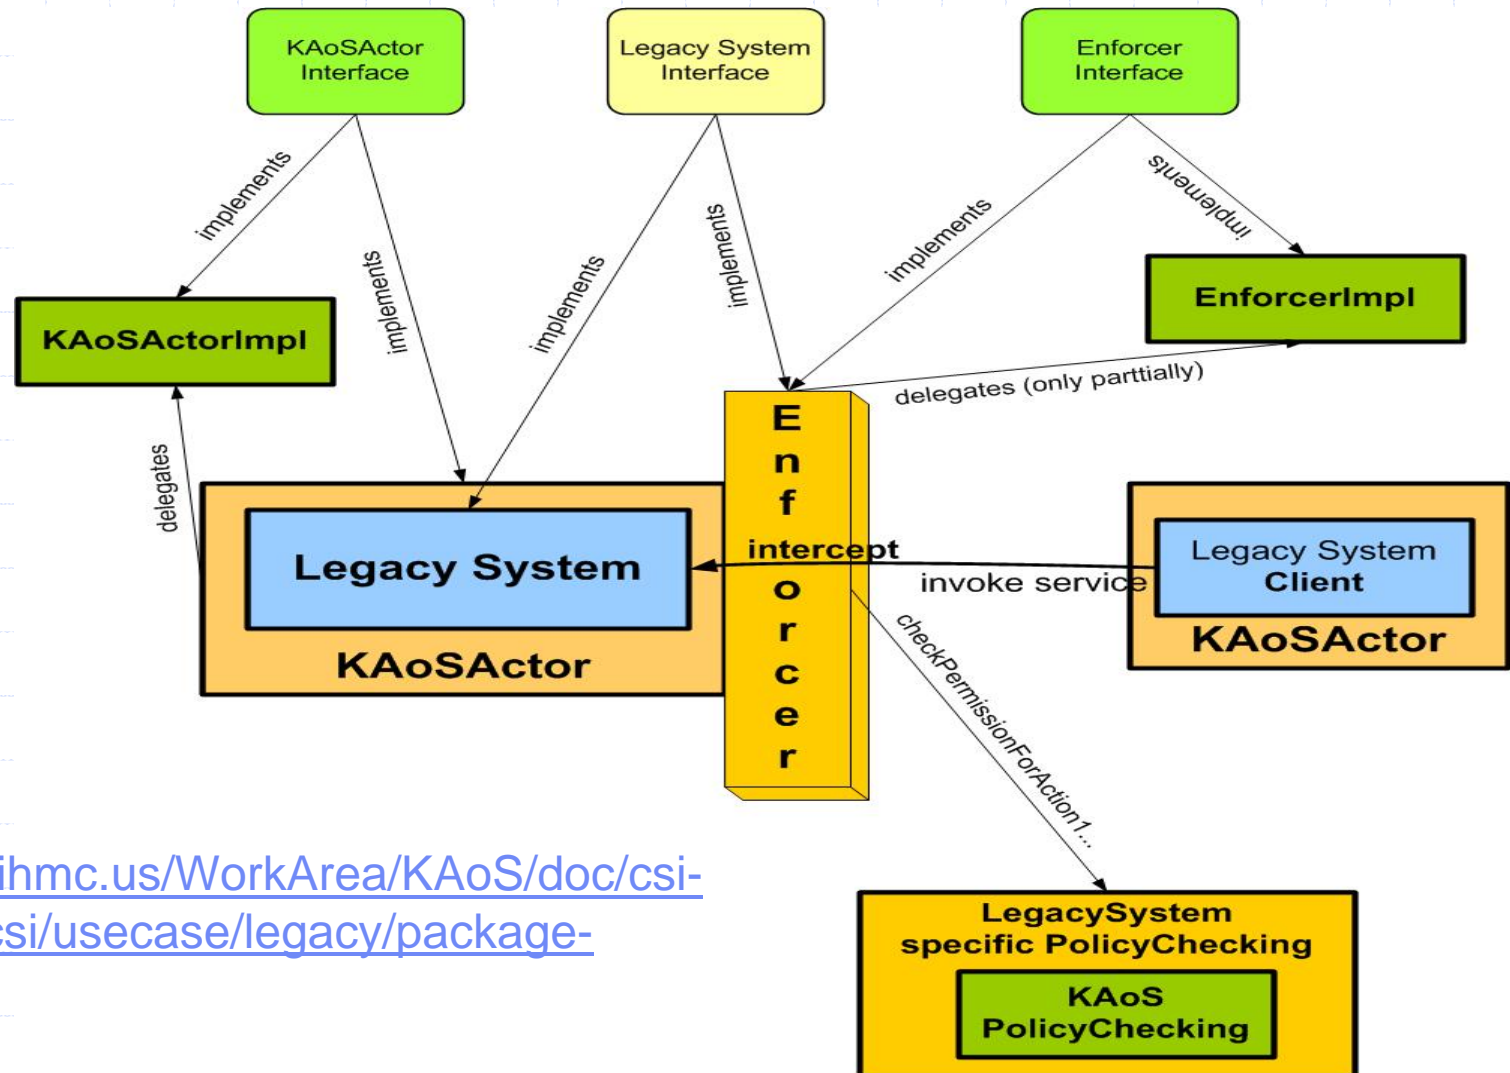 KAoSActor
Interface
Legacy System
Interface
Enforcer
Interface
implements
implements
implements
implements
implements
implements
KAoSActorImpl
EnforcerImpl
delegates
delegates (only parttially)
Enforcer
Legacy System
KAoSActor
intercept
invoke service
Legacy System
Client
KAoSActor
checkPermissionForAction1...
ihmc.us/WorkArea/KAoS/doc/csi-
csi/usecase/legacy/package-
LegacySystem
specific PolicyChecking
KAoS
PolicyChecking